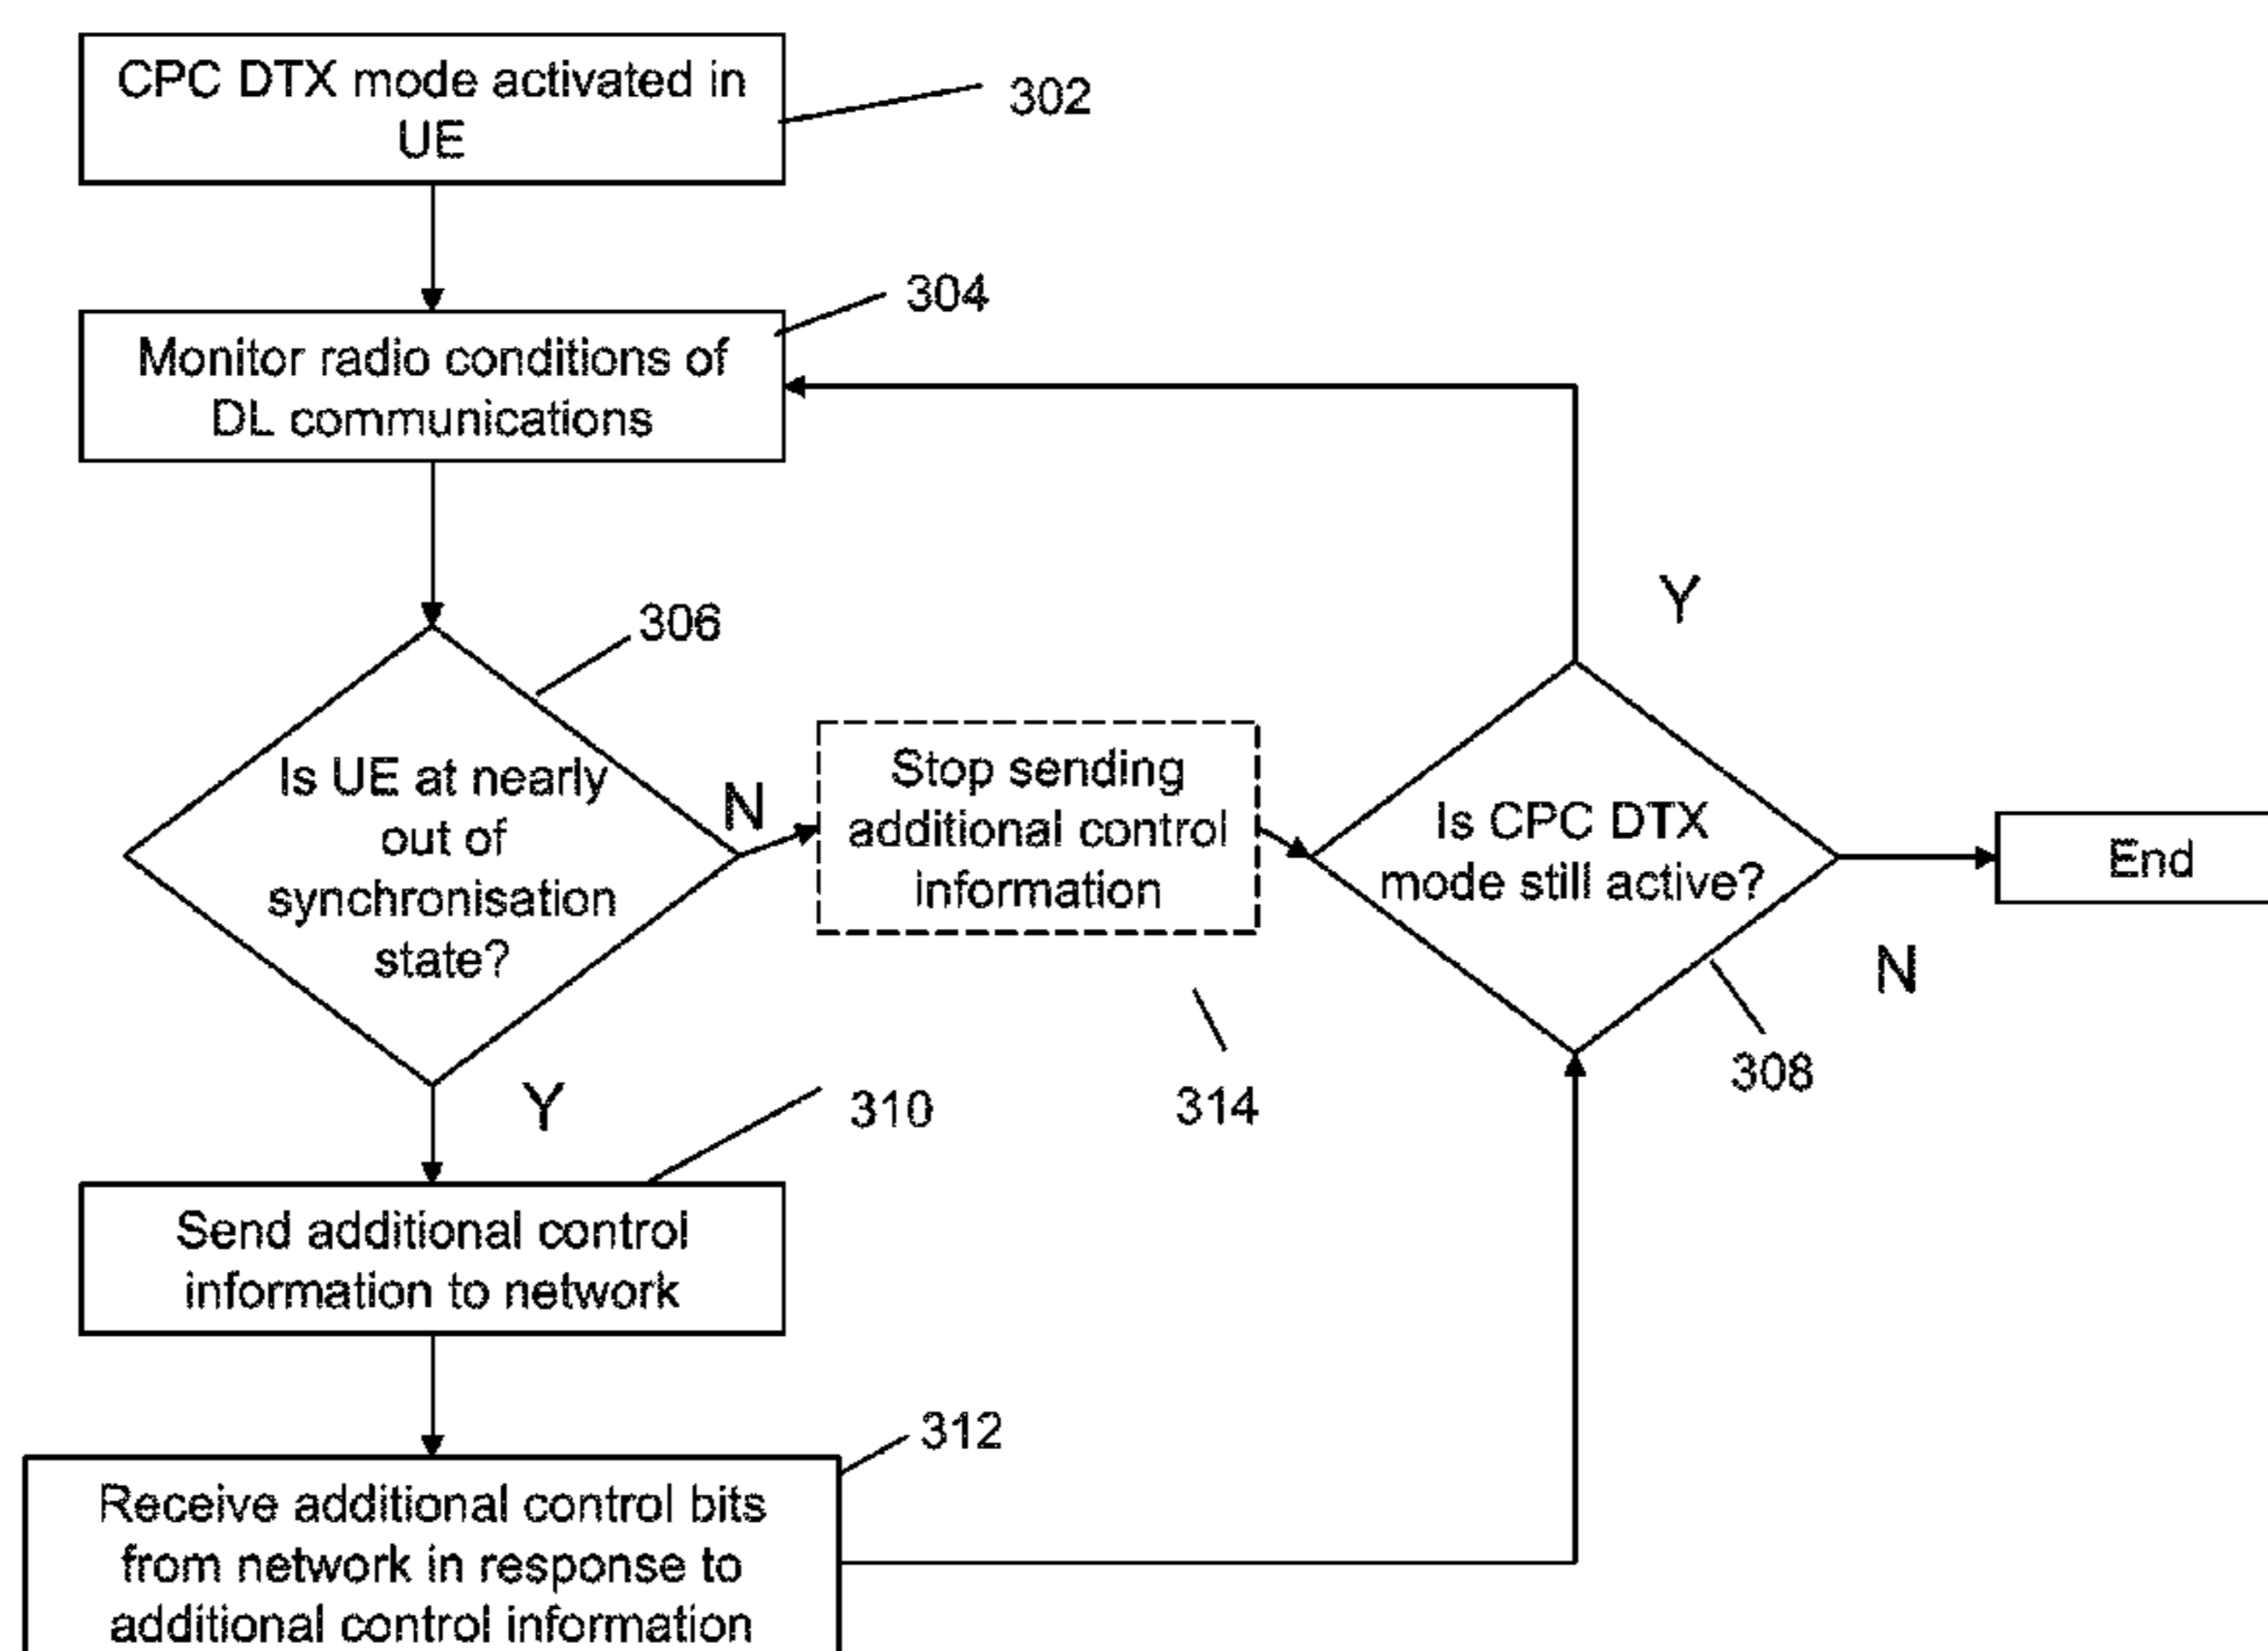 CPC DTX mode activated in
UE
302
304
Monitor radio conditions of
DL communications
306
Is UE at nearly
out of
synchronisation
state?
N
Stop sending
additional control
information
314
Y
Is CPC DTX
mode still active?
308
N
End
Y
310
Send additional control
information to network
312
Receive additional control bits
from network in response to
additional control information